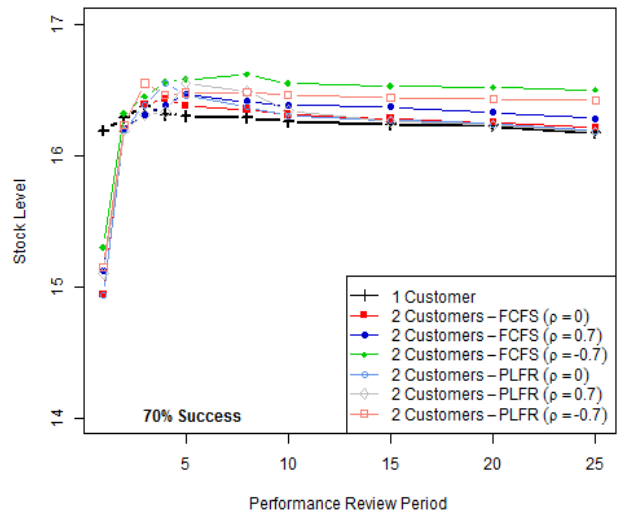 17
16
15
14
Stock Level
1 Customer
2 Customers – FCFS (ρ = 0)
2 Customers – FCFS (ρ = 0.7)
2 Customers – FCFS (ρ = -0.7)
2 Customers – PLFR (ρ = 0)
2 Customers – PLFR (ρ = 0.7)
2 Customers – PLFR (ρ = -0.7)
70% Success
5 10 15 20 25
Performance Review Period